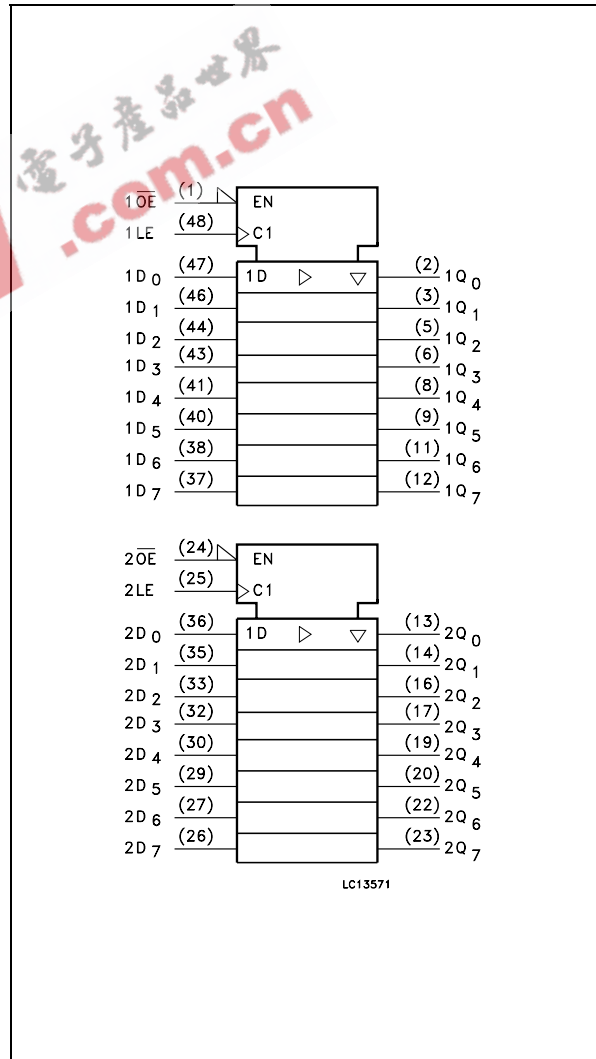 電子產品世界
.com.cn
1O̅E̅ (1) EN
1LE (48) C1
1D0 (47) 1D (2) 1Q0
1D1 (46) (3) 1Q1
1D2 (44) (5) 1Q2
1D3 (43) (6) 1Q3
1D4 (41) (8) 1Q4
1D5 (40) (9) 1Q5
1D6 (38) (11) 1Q6
1D7 (37) (12) 1Q7
2O̅E̅ (24) EN
2LE (25) C1
2D0 (36) 1D (13) 2Q0
2D1 (35) (14) 2Q1
2D2 (33) (16) 2Q2
2D3 (32) (17) 2Q3
2D4 (30) (19) 2Q4
2D5 (29) (20) 2Q5
2D6 (27) (22) 2Q6
2D7 (26) (23) 2Q7
LC13571